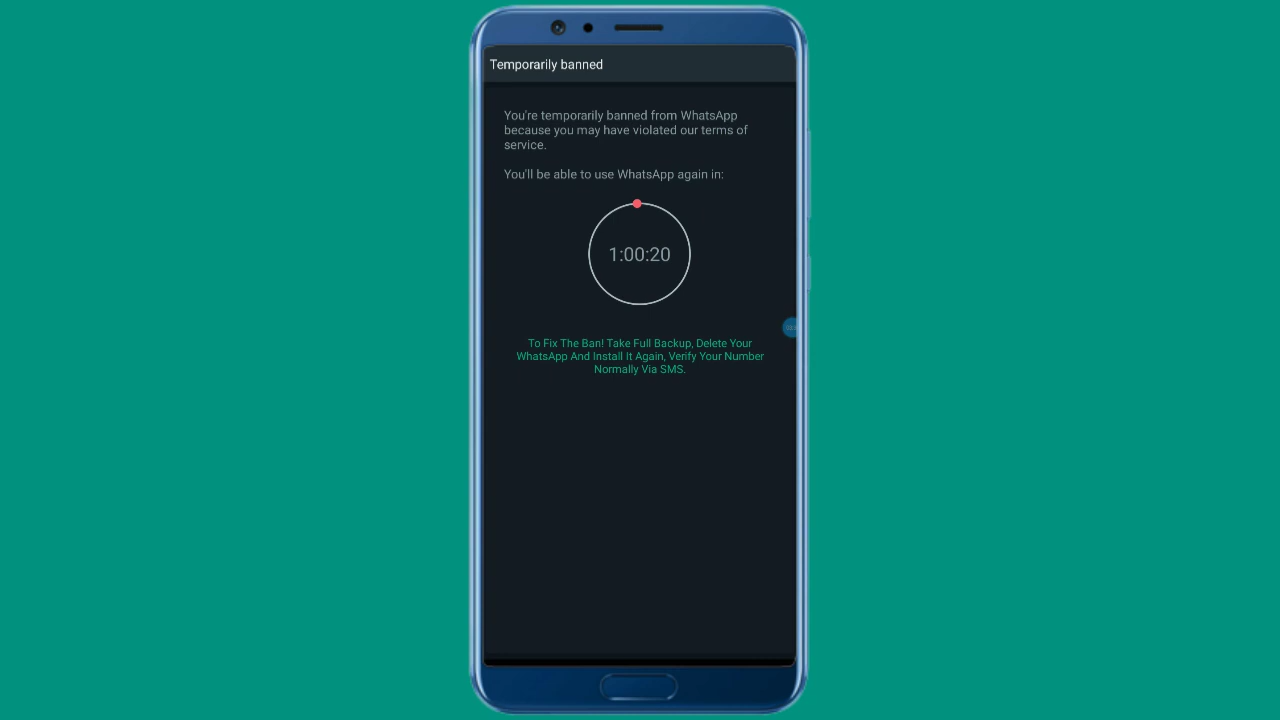 Temporarily banned
You're temporarily banned from WhatsApp
because you may have violated our terms of
service.
You'll be able to use WhatsApp again in:
1:00:20
To Fix The Ban! Take Full Backup, Delete Your
WhatsApp And Install It Again, Verify Your Number
Normally Via SMS.